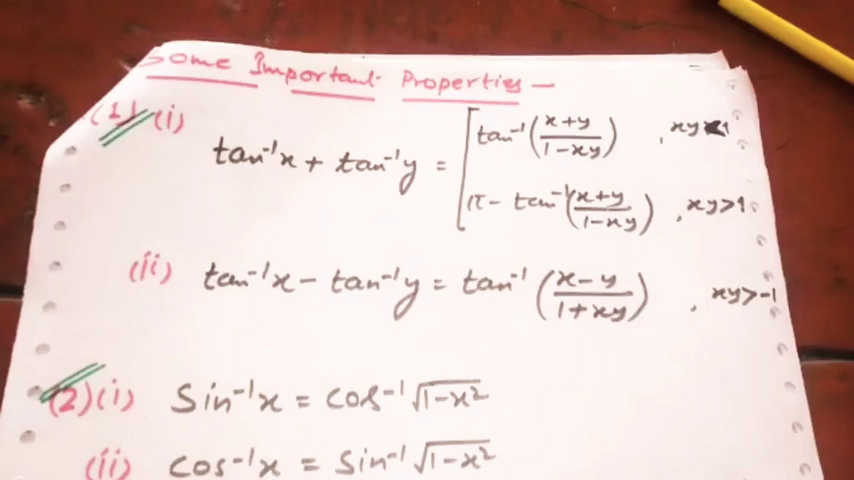 Some Important Properties -
(1) (i) tan⁻¹x + tan⁻¹y = [ tan⁻¹ (x+y / 1-xy) , xy < 1
π - tan⁻¹ (x+y / 1-xy) , xy > 1
(ii) tan⁻¹x - tan⁻¹y = tan⁻¹ (x-y / 1+xy) , xy > -1
(2) (i) Sin⁻¹x = Cos⁻¹ √1-x²
(ii) Cos⁻¹x = Sin⁻¹ √1-x²